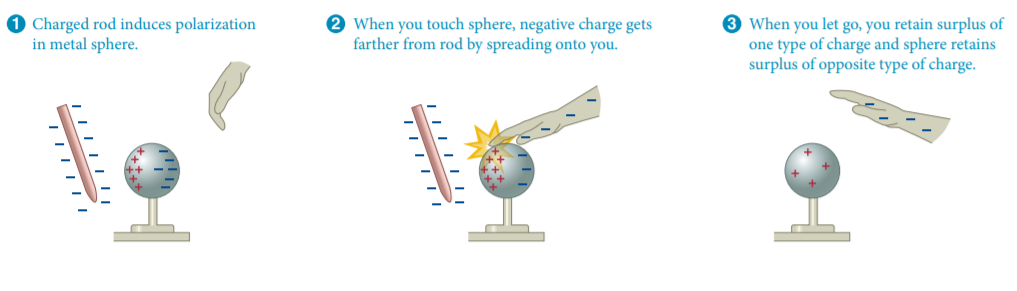 1 Charged rod induces polarization
in metal sphere.
2 When you touch sphere, negative charge gets
farther from rod by spreading onto you.
3 When you let go, you retain surplus of
one type of charge and sphere retains
surplus of opposite type of charge.